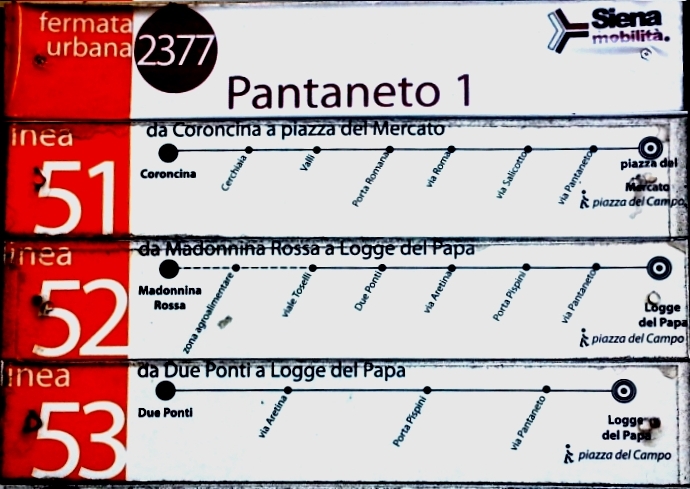 fermata
urbana
2377
Siena
mobilità.
Pantaneto 1
linea
51
da Coroncina a piazza del Mercato
Coroncina
Cerchiaia
Valli
Porta Romana
via Roma
via Salicotto
via Pantaneto
piazza del
Mercato
piazza del Campo
linea
52
da Madonnina Rossa a Logge del Papa
Madonnina
Rossa
zona agroalimentare
viale Toselli
Due Ponti
via Aretina
Porta Pispini
via Pantaneto
Logge
del Papa
piazza del Campo
linea
53
da Due Ponti a Logge del Papa
Due Ponti
via Aretina
Porta Pispini
via Pantaneto
Logge
del Papa
piazza del Campo